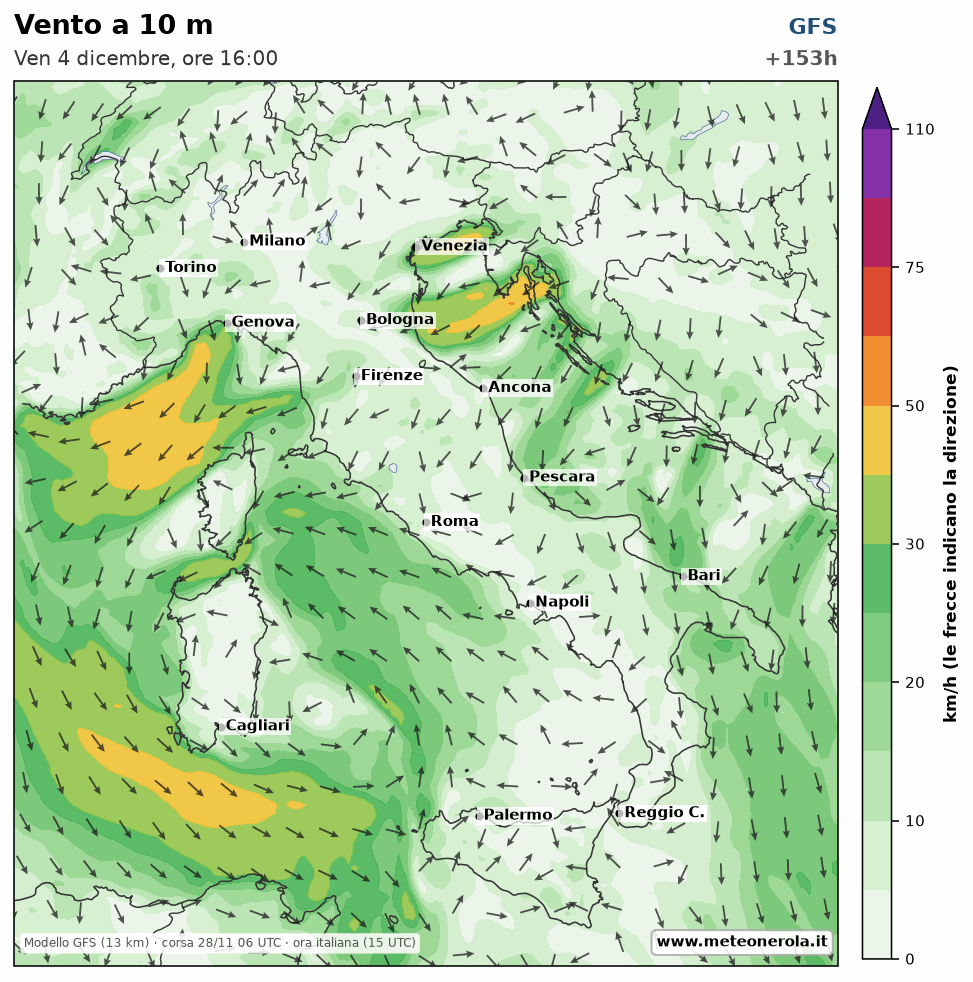 Vento a 10 m
GFS
Ven 4 dicembre, ore 16:00
+153h
Venezia
Milano
Torino
Genova
Bologna
Firenze
Ancona
Pescara
Roma
Bari
Napoli
Cagliari
Palermo
Reggio C.
110
75
50
30
20
10
0
km/h (le frecce indicano la direzione)
Modello GFS (13 km) · corsa 28/11 06 UTC · ora italiana (15 UTC)
www.meteonerola.it